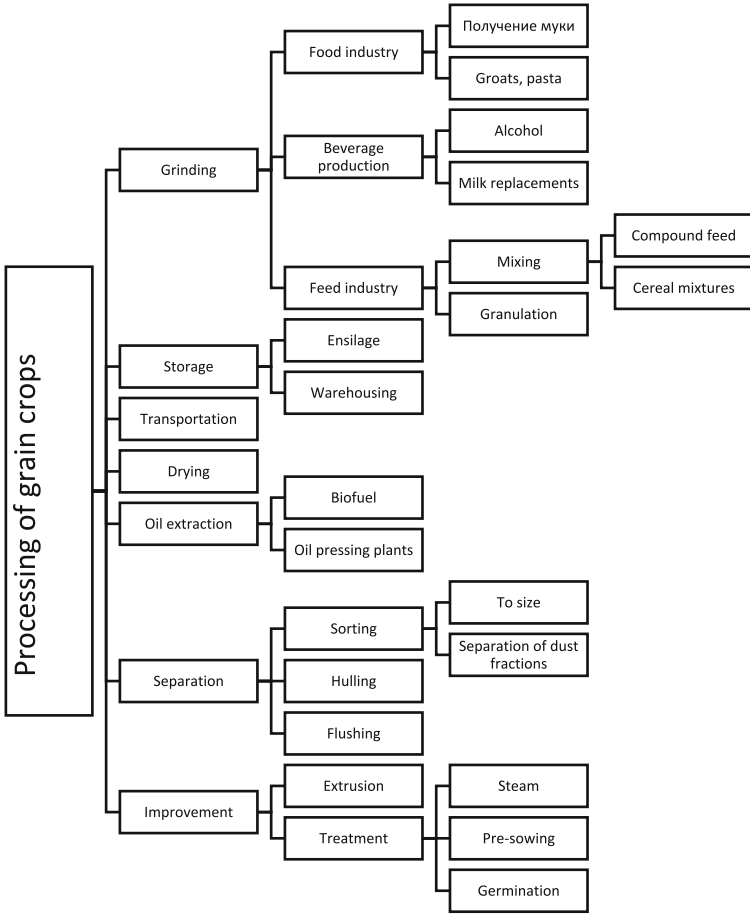 Processing of grain crops
Grinding
Food industry
Получение муки
Groats, pasta
Beverage
production
Alcohol
Milk replacements
Feed industry
Mixing
Compound feed
Cereal mixtures
Granulation
Storage
Ensilage
Warehousing
Transportation
Drying
Oil extraction
Biofuel
Oil pressing plants
Separation
Sorting
To size
Separation of dust
fractions
Hulling
Flushing
Improvement
Extrusion
Treatment
Steam
Pre-sowing
Germination